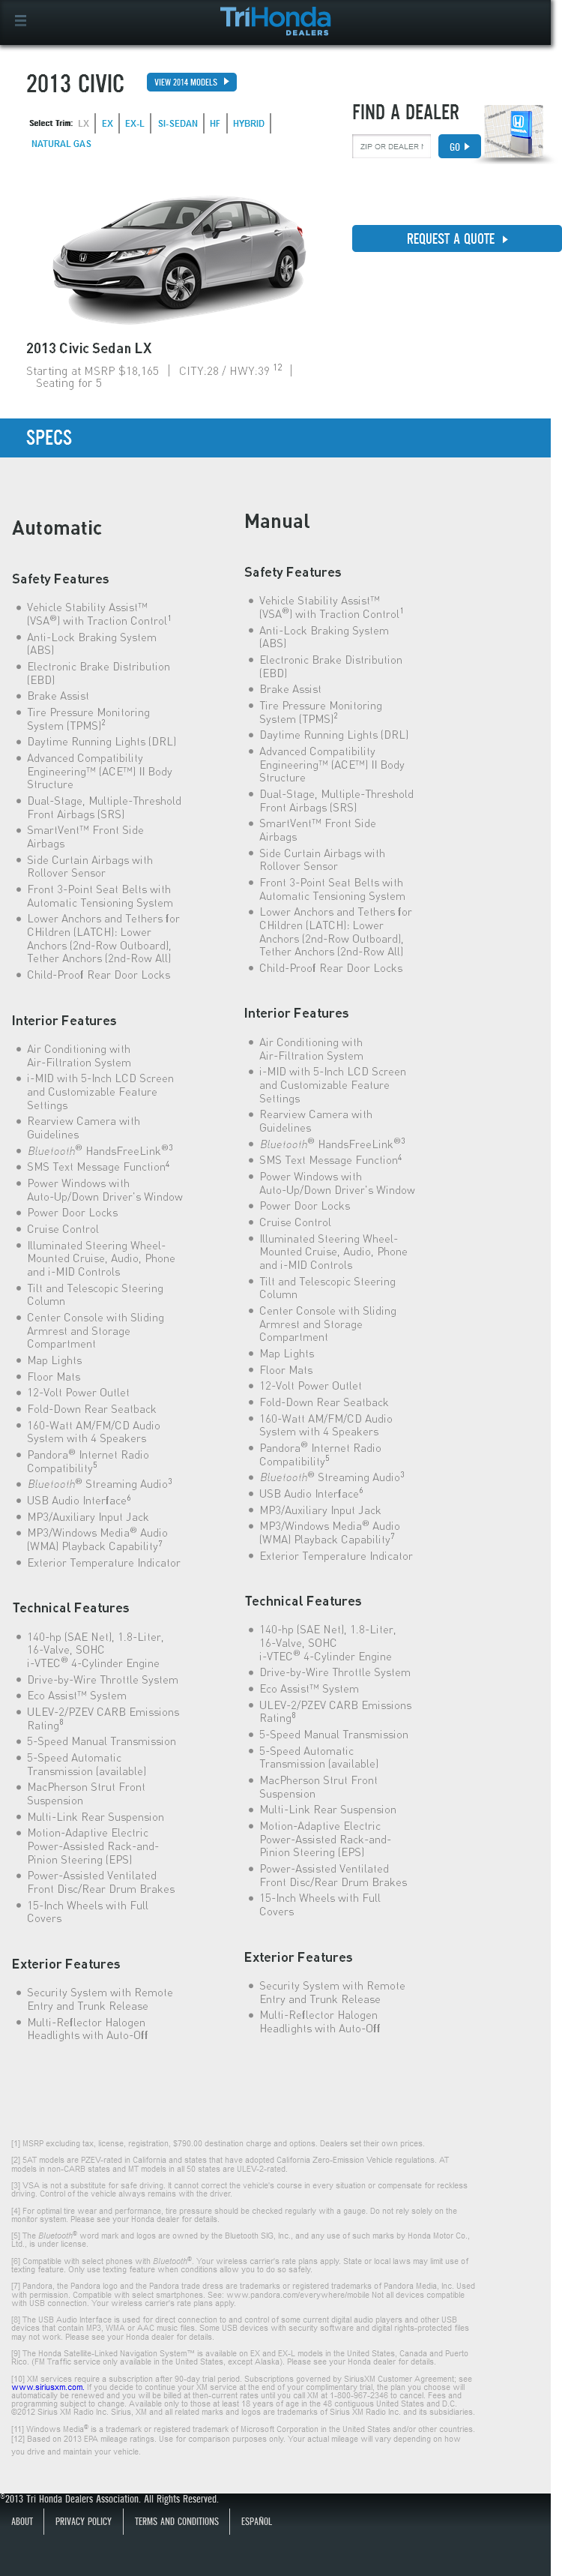 TriHonda
DEALERS
2013 CIVIC
VIEW 2014 MODELS
Select Trim: LX EX EX-L SI-SEDAN HF HYBRID
NATURAL GAS
FIND A DEALER
ZIP OR DEALER
GO
REQUEST A QUOTE
2013 Civic Sedan LX
Starting at MSRP $18,165 | CITY.28 / HWY.39 12 |
Seating for 5
SPECS
Automatic
Safety Features
Vehicle Stability Assist™
(VSA®) with Traction Control1
Anti-Lock Braking System
(ABS)
Electronic Brake Distribution
(EBD)
Brake Assist
Tire Pressure Monitoring
System (TPMS)2
Daytime Running Lights (DRL)
Advanced Compatibility
Engineering™ (ACE™) II Body
Structure
Dual-Stage, Multiple-Threshold
Front Airbags (SRS)
SmartVent™ Front Side
Airbags
Side Curtain Airbags with
Rollover Sensor
Front 3-Point Seat Belts with
Automatic Tensioning System
Lower Anchors and Tethers for
CHildren (LATCH): Lower
Anchors (2nd-Row Outboard),
Tether Anchors (2nd-Row All)
Child-Proof Rear Door Locks
Interior Features
Air Conditioning with
Air-Filtration System
i-MID with 5-Inch LCD Screen
and Customizable Feature
Settings
Rearview Camera with
Guidelines
Bluetooth® HandsFreeLink®3
SMS Text Message Function4
Power Windows with
Auto-Up/Down Driver's Window
Power Door Locks
Cruise Control
Illuminated Steering Wheel-
Mounted Cruise, Audio, Phone
and i-MID Controls
Tilt and Telescopic Steering
Column
Center Console with Sliding
Armrest and Storage
Compartment
Map Lights
Floor Mats
12-Volt Power Outlet
Fold-Down Rear Seatback
160-Watt AM/FM/CD Audio
System with 4 Speakers
Pandora® Internet Radio
Compatibility5
Bluetooth® Streaming Audio3
USB Audio Interface6
MP3/Auxiliary Input Jack
MP3/Windows Media® Audio
(WMA) Playback Capability7
Exterior Temperature Indicator
Technical Features
140-hp (SAE Net), 1.8-Liter,
16-Valve, SOHC
i-VTEC® 4-Cylinder Engine
Drive-by-Wire Throttle System
Eco Assist™ System
ULEV-2/PZEV CARB Emissions
Rating8
5-Speed Manual Transmission
5-Speed Automatic
Transmission (available)
MacPherson Strut Front
Suspension
Multi-Link Rear Suspension
Motion-Adaptive Electric
Power-Assisted Rack-and-
Pinion Steering (EPS)
Power-Assisted Ventilated
Front Disc/Rear Drum Brakes
15-Inch Wheels with Full
Covers
Exterior Features
Security System with Remote
Entry and Trunk Release
Multi-Reflector Halogen
Headlights with Auto-Off
Manual
Safety Features
Vehicle Stability Assist™
(VSA®) with Traction Control1
Anti-Lock Braking System
(ABS)
Electronic Brake Distribution
(EBD)
Brake Assist
Tire Pressure Monitoring
System (TPMS)2
Daytime Running Lights (DRL)
Advanced Compatibility
Engineering™ (ACE™) II Body
Structure
Dual-Stage, Multiple-Threshold
Front Airbags (SRS)
SmartVent™ Front Side
Airbags
Side Curtain Airbags with
Rollover Sensor
Front 3-Point Seat Belts with
Automatic Tensioning System
Lower Anchors and Tethers for
CHildren (LATCH): Lower
Anchors (2nd-Row Outboard),
Tether Anchors (2nd-Row All)
Child-Proof Rear Door Locks
Interior Features
Air Conditioning with
Air-Filtration System
i-MID with 5-Inch LCD Screen
and Customizable Feature
Settings
Rearview Camera with
Guidelines
Bluetooth® HandsFreeLink®3
SMS Text Message Function4
Power Windows with
Auto-Up/Down Driver's Window
Power Door Locks
Cruise Control
Illuminated Steering Wheel-
Mounted Cruise, Audio, Phone
and i-MID Controls
Tilt and Telescopic Steering
Column
Center Console with Sliding
Armrest and Storage
Compartment
Map Lights
Floor Mats
12-Volt Power Outlet
Fold-Down Rear Seatback
160-Watt AM/FM/CD Audio
System with 4 Speakers
Pandora® Internet Radio
Compatibility5
Bluetooth® Streaming Audio3
USB Audio Interface6
MP3/Auxiliary Input Jack
MP3/Windows Media® Audio
(WMA) Playback Capability7
Exterior Temperature Indicator
Technical Features
140-hp (SAE Net), 1.8-Liter,
16-Valve, SOHC
i-VTEC® 4-Cylinder Engine
Drive-by-Wire Throttle System
Eco Assist™ System
ULEV-2/PZEV CARB Emissions
Rating8
5-Speed Manual Transmission
5-Speed Automatic
Transmission (available)
MacPherson Strut Front
Suspension
Multi-Link Rear Suspension
Motion-Adaptive Electric
Power-Assisted Rack-and-
Pinion Steering (EPS)
Power-Assisted Ventilated
Front Disc/Rear Drum Brakes
15-Inch Wheels with Full
Covers
Exterior Features
Security System with Remote
Entry and Trunk Release
Multi-Reflector Halogen
Headlights with Auto-Off
[1] MSRP excluding tax, license, registration, $790.00 destination charge and options. Dealers set their own prices.
[2] 5AT models are PZEV-rated in California and states that have adopted California Zero-Emission Vehicle regulations. AT
models in non-CARB states and MT models in all 50 states are ULEV-2-rated.
[3] VSA is not a substitute for safe driving. It cannot correct the vehicle's course in every situation or compensate for reckless
driving. Control of the vehicle always remains with the driver.
[4] For optimal tire wear and performance, tire pressure should be checked regularly with a gauge. Do not rely solely on the
monitor system. Please see your Honda dealer for details.
[5] The Bluetooth® word mark and logos are owned by the Bluetooth SIG, Inc., and any use of such marks by Honda Motor Co.,
Ltd., is under license.
[6] Compatible with select phones with Bluetooth®. Your wireless carrier's rate plans apply. State or local laws may limit use of
texting feature. Only use texting feature when conditions allow you to do so safely.
[7] Pandora, the Pandora logo and the Pandora trade dress are trademarks or registered trademarks of Pandora Media, Inc. Used
with permission. Compatible with select smartphones. See: www.pandora.com/everywhere/mobile Not all devices compatible
with USB connection. Your wireless carrier's rate plans apply.
[8] The USB Audio Interface is used for direct connection to and control of some current digital audio players and other USB
devices that contain MP3, WMA or AAC music files. Some USB devices with security software and digital rights-protected files
may not work. Please see your Honda dealer for details.
[9] The Honda Satellite-Linked Navigation System™ is available on EX and EX-L models in the United States, Canada and Puerto
Rico. (FM Traffic service only available in the United States, except Alaska). Please see your Honda dealer for details.
[10] XM services require a subscription after 90-day trial period. Subscriptions governed by SiriusXM Customer Agreement; see
www.siriusxm.com. If you decide to continue your XM service at the end of your complimentary trial, the plan you choose will
automatically be renewed and you will be billed at then-current rates until you call XM at 1-800-967-2346 to cancel. Fees and
programming subject to change. Available only to those at least 18 years of age in the 48 contiguous United States and D.C.
©2012 Sirius XM Radio Inc. Sirius, XM and all related marks and logos are trademarks of Sirius XM Radio Inc. and its subsidiaries.
[11] Windows Media® is a trademark or registered trademark of Microsoft Corporation in the United States and/or other countries.
[12] Based on 2013 EPA mileage ratings. Use for comparison purposes only. Your actual mileage will vary depending on how
you drive and maintain your vehicle.
©2013 Tri Honda Dealers Association. All Rights Reserved.
ABOUT PRIVACY POLICY TERMS AND CONDITIONS ESPAÑOL